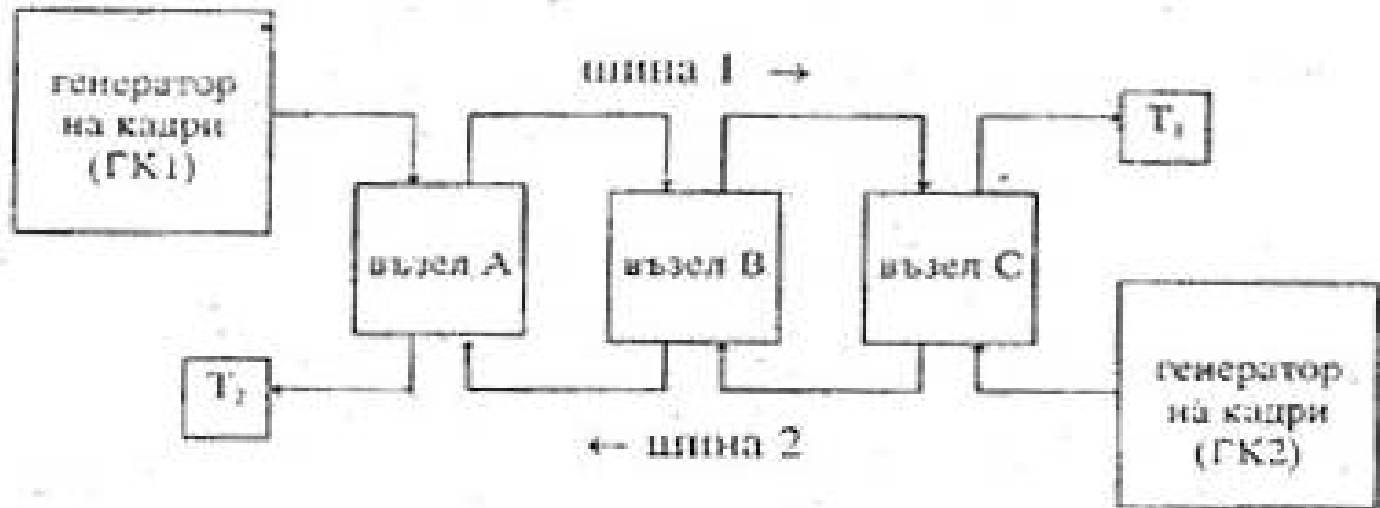 генератор
на кадри
(ГК1)
шина 1 →
T₁
възел A
възел B
възел C
T₂
← шина 2
генератор
на кадри
(ГК2)